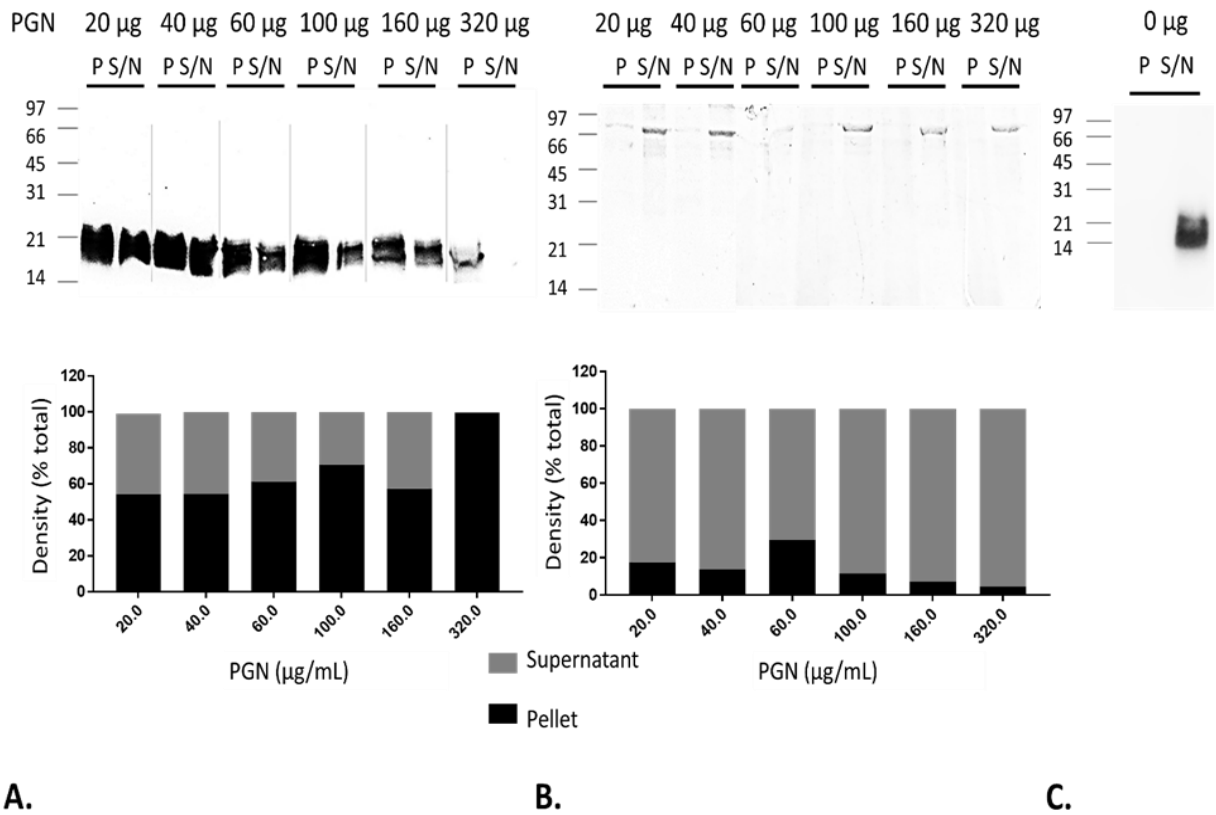 PGN 20 µg 40 µg 60 µg 100 µg 160 µg 320 µg
P S/N P S/N P S/N P S/N P S/N P S/N
97
66
45
31
21
14
20 µg 40 µg 60 µg 100 µg 160 µg 320 µg
P S/N P S/N P S/N P S/N P S/N P S/N
97
66
45
31
21
14
0 µg
P S/N
97
66
45
31
21
14
Density (% total)
120
100
80
60
40
20
0
20.0 40.0 60.0 100.0 160.0 320.0
PGN (µg/mL)
Density (% total)
120
100
80
60
40
20
0
20.0 40.0 60.0 100.0 160.0 320.0
PGN (µg/mL)
Supernatant
Pellet
A. B. C.